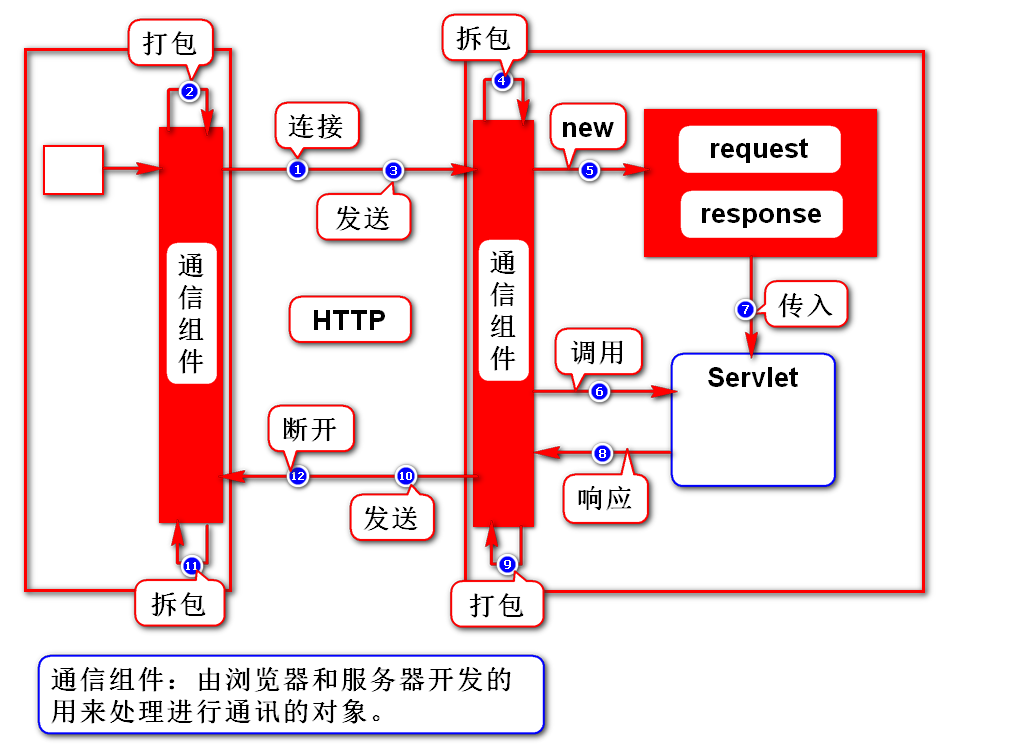 打包
2
拆包
4
连接
1
3
发送
new
5
request
response
通信组件
通信组件
HTTP
7
传入
调用
6
Servlet
8
响应
断开
12
10
发送
11
拆包
9
打包
通信组件：由浏览器和服务器开发的
用来处理进行通讯的对象。